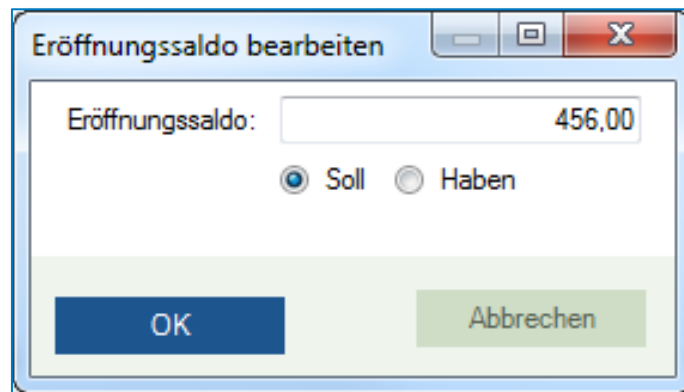 Eröffnungssaldo bearbeiten
Eröffnungssaldo: 456,00
Soll Haben
OK Abbrechen